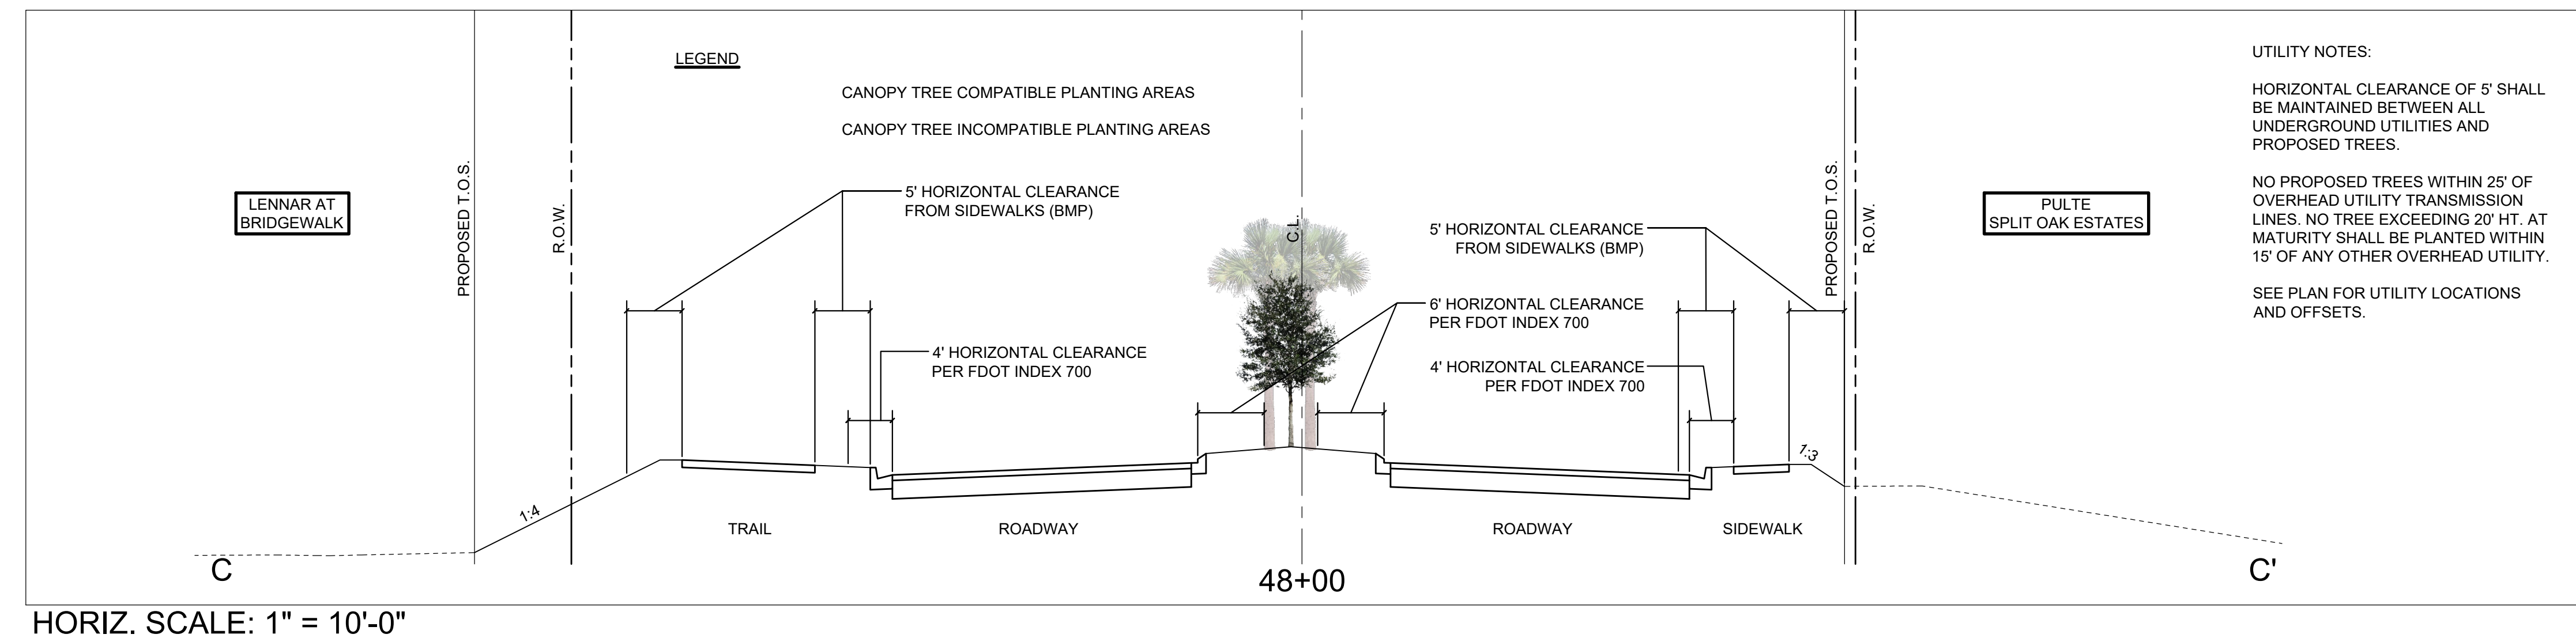 LEGEND
CANOPY TREE COMPATIBLE PLANTING AREAS
CANOPY TREE INCOMPATIBLE PLANTING AREAS
LENNAR AT
BRIDGEWALK
PROPOSED T.O.S.
R.O.W.
5' HORIZONTAL CLEARANCE
FROM SIDEWALKS (BMP)
4' HORIZONTAL CLEARANCE
PER FDOT INDEX 700
C.L.
5' HORIZONTAL CLEARANCE
FROM SIDEWALKS (BMP)
6' HORIZONTAL CLEARANCE
PER FDOT INDEX 700
4' HORIZONTAL CLEARANCE
PER FDOT INDEX 700
PROPOSED T.O.S.
R.O.W.
PULTE
SPLIT OAK ESTATES
UTILITY NOTES:
HORIZONTAL CLEARANCE OF 5' SHALL
BE MAINTAINED BETWEEN ALL
UNDERGROUND UTILITIES AND
PROPOSED TREES.
NO PROPOSED TREES WITHIN 25' OF
OVERHEAD UTILITY TRANSMISSION
LINES. NO TREE EXCEEDING 20' HT. AT
MATURITY SHALL BE PLANTED WITHIN
15' OF ANY OTHER OVERHEAD UTILITY.
SEE PLAN FOR UTILITY LOCATIONS
AND OFFSETS.
1:4
1:3
TRAIL
ROADWAY
ROADWAY
SIDEWALK
C
48+00
C'
HORIZ. SCALE: 1" = 10'-0"